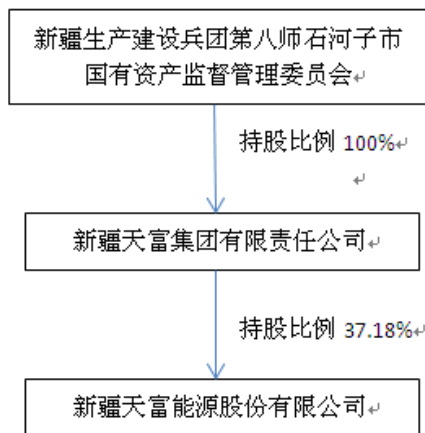 新疆生产建设兵团第八师石河子市
国有资产监督管理委员会↵
持股比例 100%↵
↵
新疆天富集团有限责任公司↵
持股比例 37.18%↵
新疆天富能源股份有限公司↵